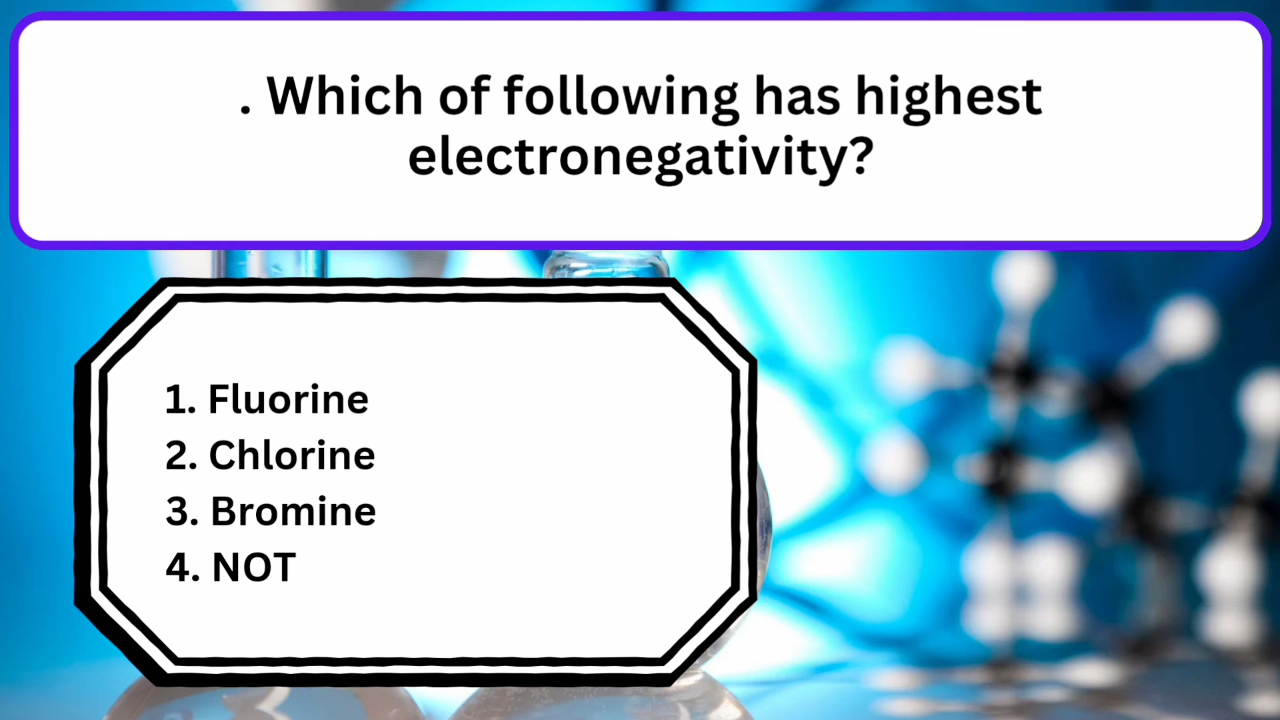 . Which of following has highest
electronegativity?
1. Fluorine
2. Chlorine
3. Bromine
4. NOT